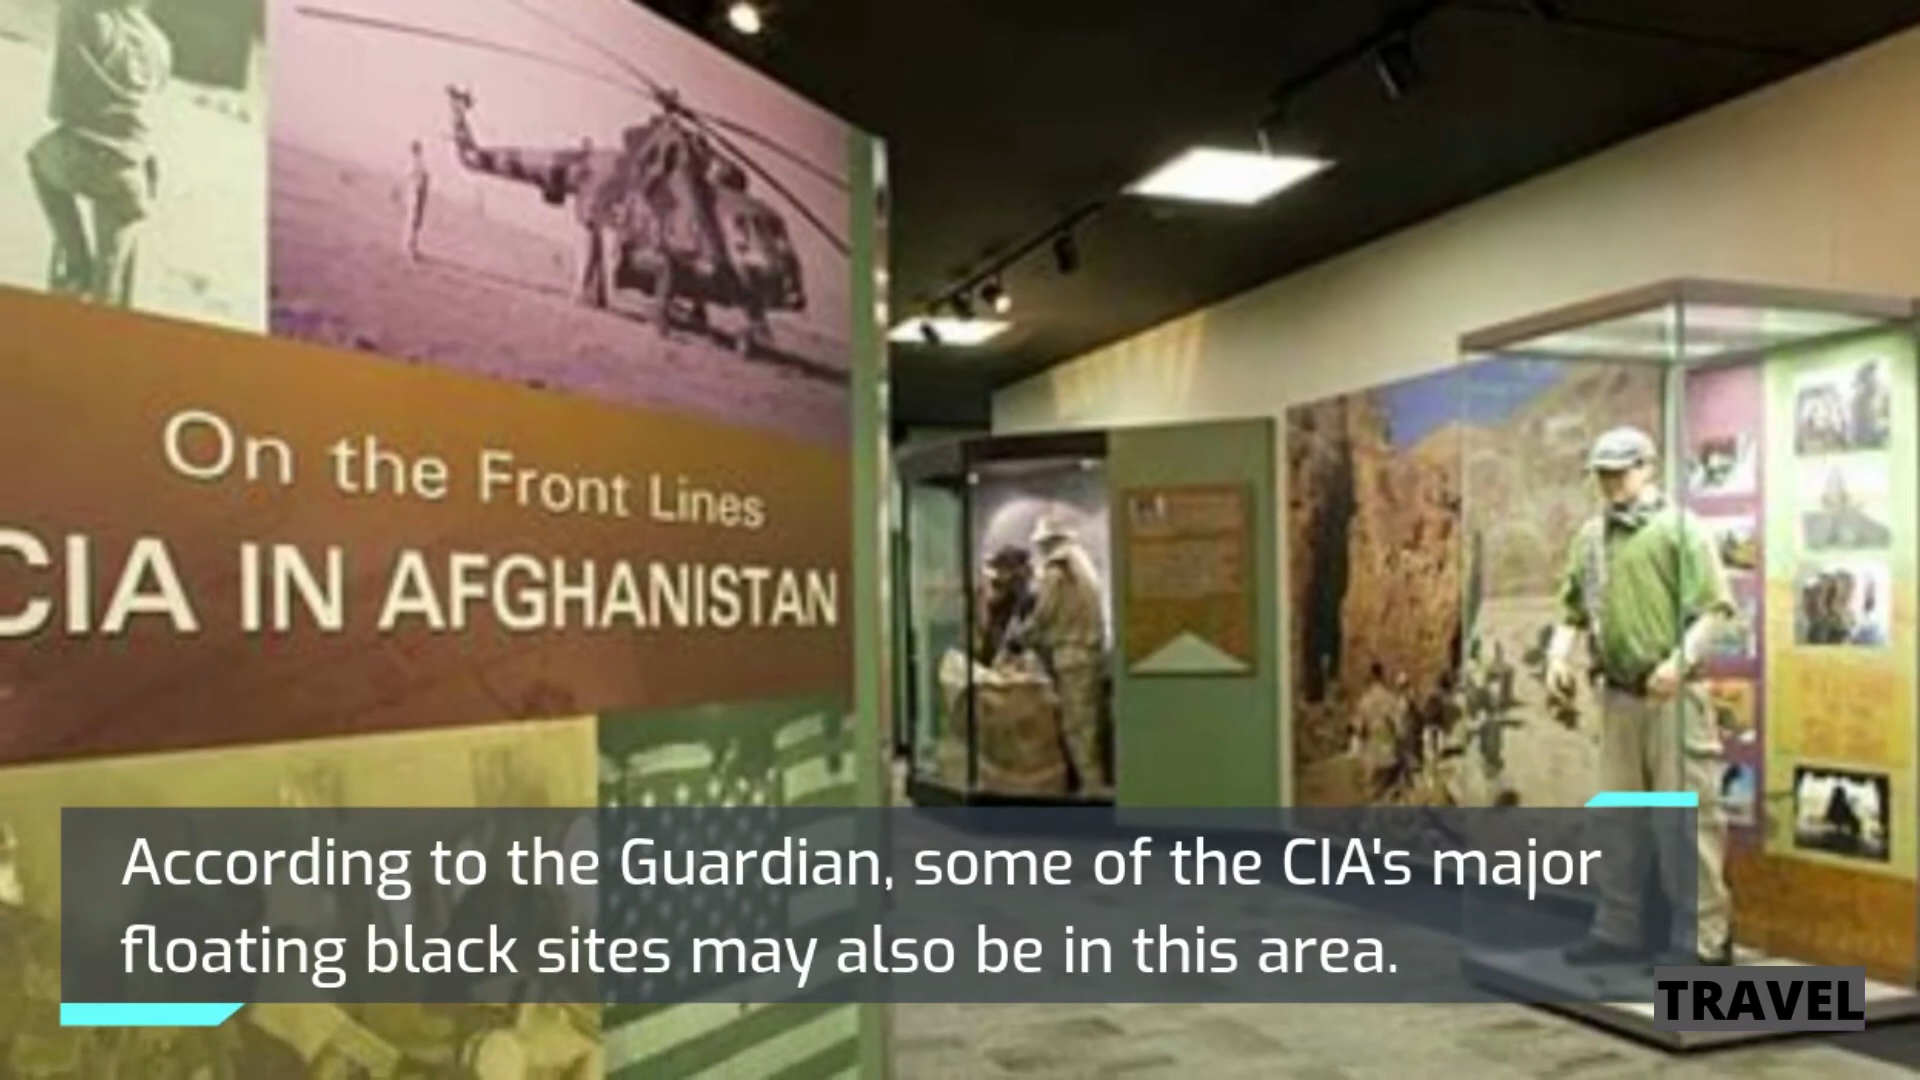 On the Front Lines
CIA IN AFGHANISTAN
According to the Guardian, some of the CIA's major
floating black sites may also be in this area.
TRAVEL